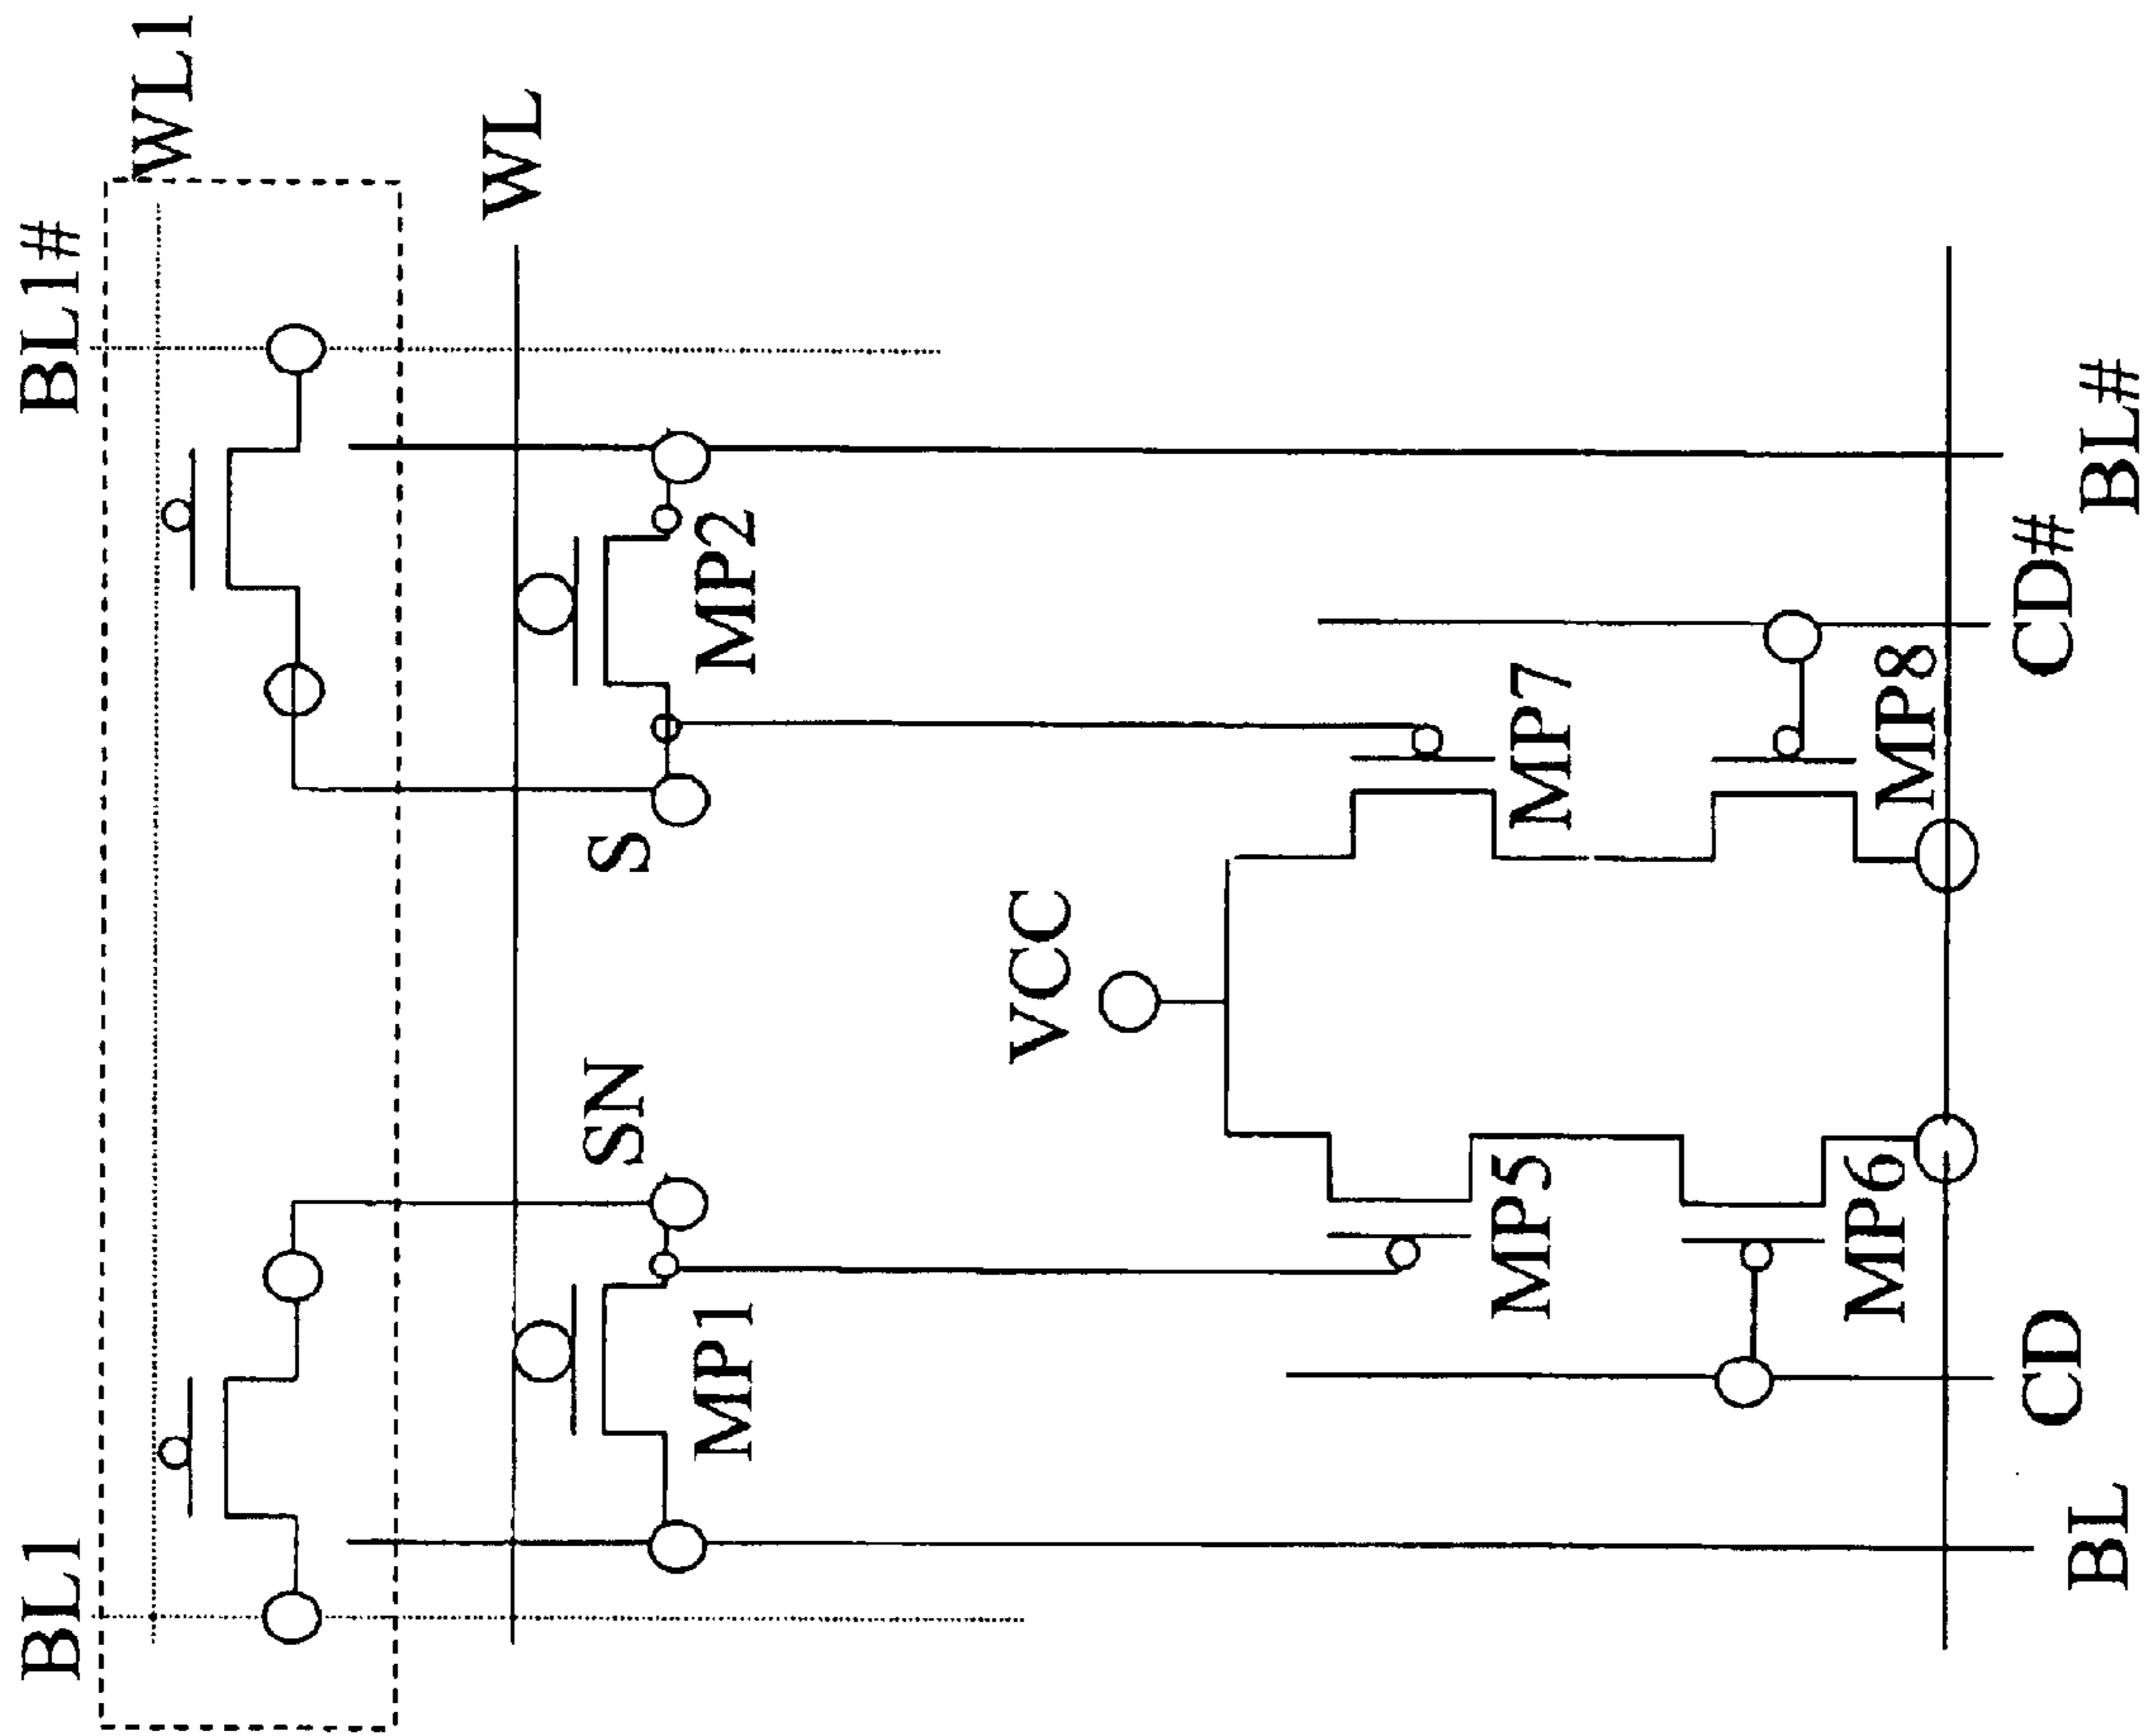 BL1
BL1#
WL1
WL
SN
S
MP1
MP2
VCC
MP5
MP7
MP6
MP8
CD
CD#
BL
BL#